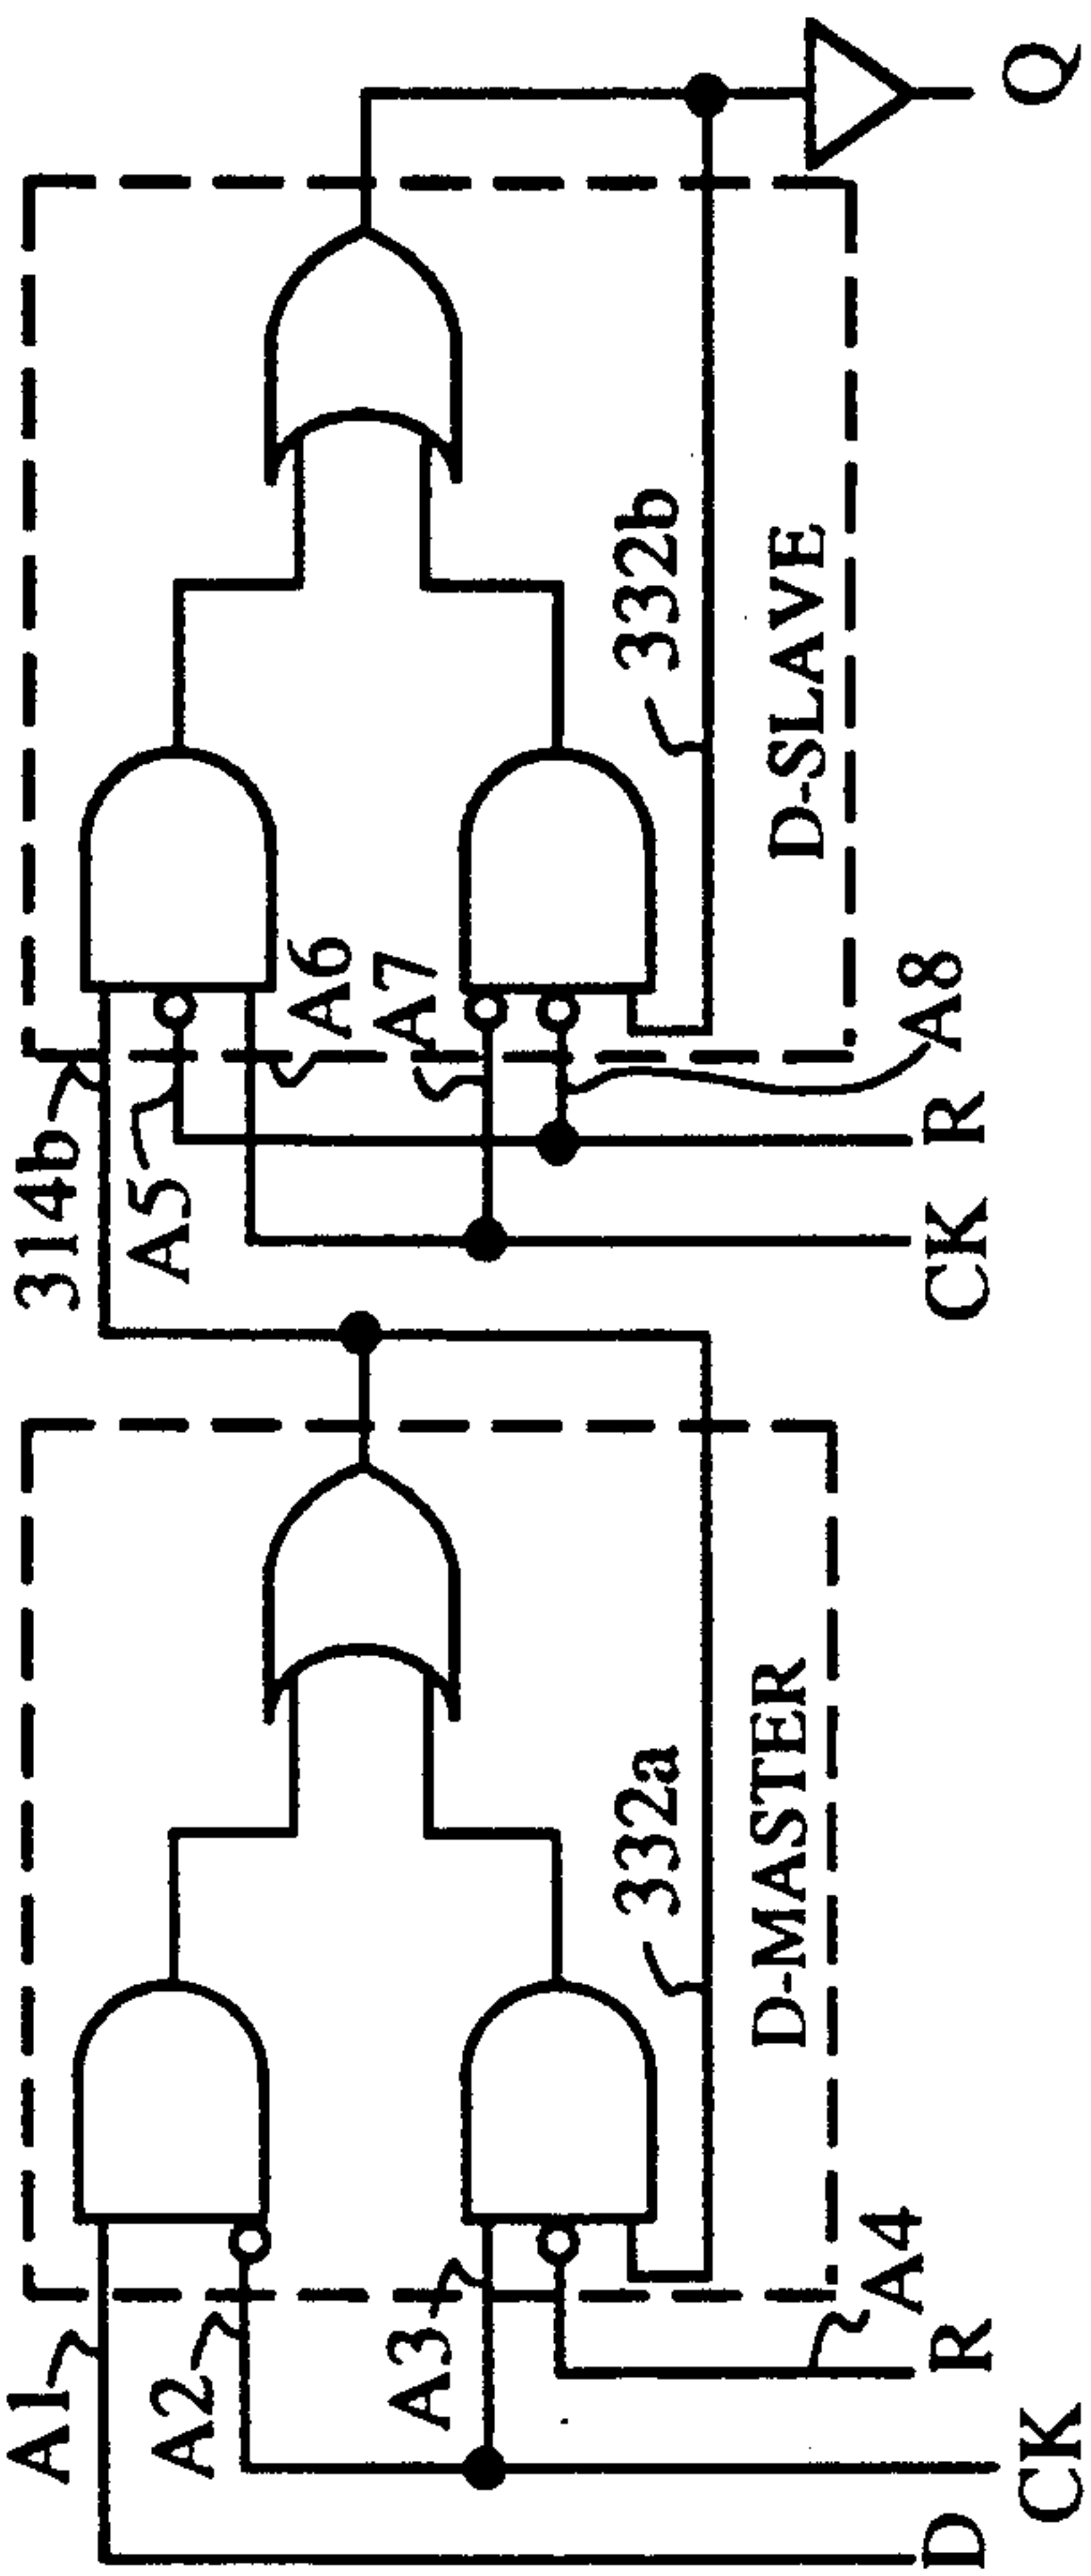 A1
A2
A3
A4
D
CK
R
332a
D-MASTER
314b
A5
A6
A7
A8
CK
R
332b
D-SLAVE
Q